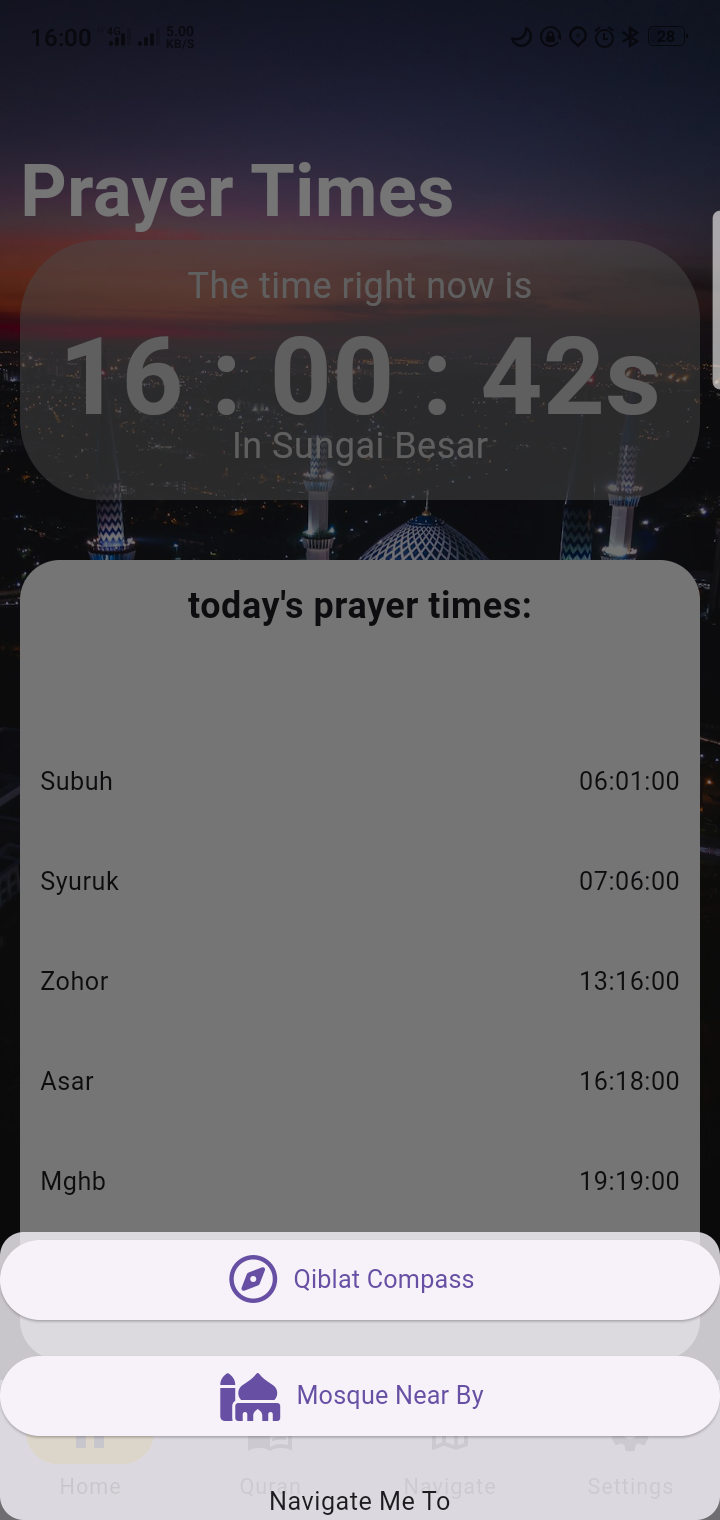 16:00 4G 5.00 KB/S 28
Prayer Times
The time right now is
16 : 00 : 42s
In Sungai Besar
today's prayer times:
Subuh 06:01:00
Syuruk 07:06:00
Zohor 13:16:00
Asar 16:18:00
Mghb 19:19:00
Qiblat Compass
Mosque Near By
Home Quran Navigate Settings
Navigate Me To